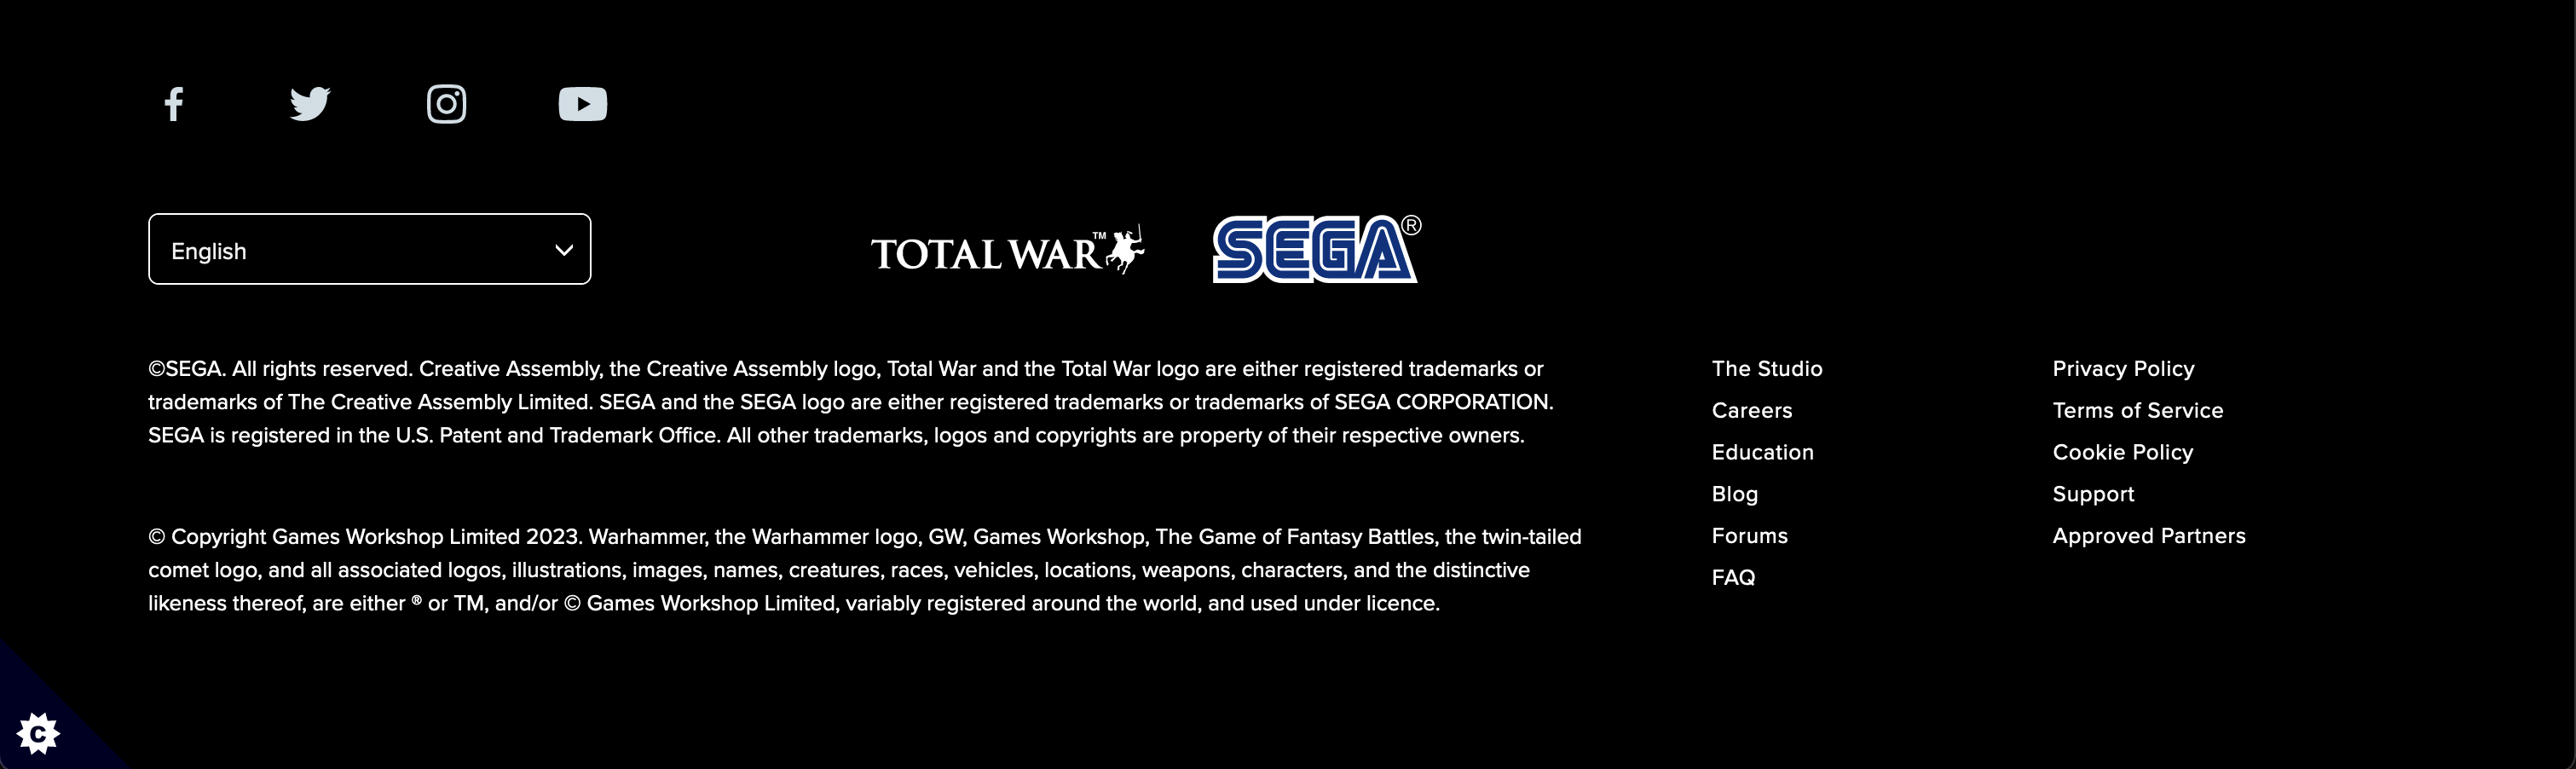 English
TOTAL WAR™
SEGA®
©SEGA. All rights reserved. Creative Assembly, the Creative Assembly logo, Total War and the Total War logo are either registered trademarks or
trademarks of The Creative Assembly Limited. SEGA and the SEGA logo are either registered trademarks or trademarks of SEGA CORPORATION.
SEGA is registered in the U.S. Patent and Trademark Office. All other trademarks, logos and copyrights are property of their respective owners.
© Copyright Games Workshop Limited 2023. Warhammer, the Warhammer logo, GW, Games Workshop, The Game of Fantasy Battles, the twin-tailed
comet logo, and all associated logos, illustrations, images, names, creatures, races, vehicles, locations, weapons, characters, and the distinctive
likeness thereof, are either ® or TM, and/or © Games Workshop Limited, variably registered around the world, and used under licence.
The Studio
Careers
Education
Blog
Forums
FAQ
Privacy Policy
Terms of Service
Cookie Policy
Support
Approved Partners
C